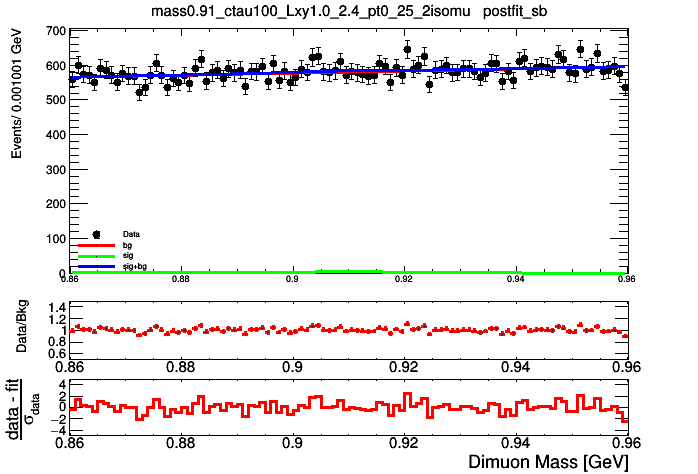 mass0.91_ctau100_Lxy1.0_2.4_pt0_25_2isomu postfit_sb
Events/ 0.001001 GeV
700
600
500
400
300
200
100
0
Data
bg
sig
sig+bg
0.86 0.88 0.9 0.92 0.94 0.96
Data/Bkg
1.4
1.2
1
0.8
0.6
0.86 0.88 0.9 0.92 0.94 0.96
data - fit
σdata
4
2
0
−2
−4
0.86 0.88 0.9 0.92 0.94 0.96
Dimuon Mass [GeV]